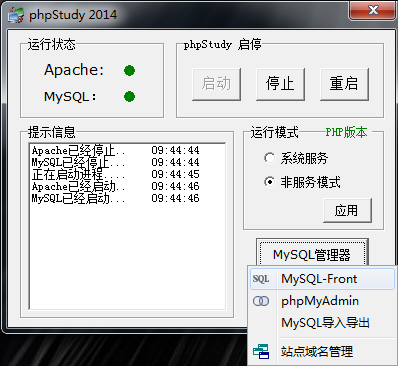 phpStudy 2014
运行状态
Apache:
MySQL:
phpStudy 启停
启动
停止
重启
提示信息
Apache已经停止.. 09:44:44
MySQL已经停止... 09:44:44
正在启动进程.... 09:44:45
Apache已经启动.. 09:44:46
MySQL已经启动... 09:44:46
运行模式 PHP版本
系统服务
非服务模式
应用
MySQL管理器
SQL MySQL-Front
phpMyAdmin
MySQL导入导出
站点域名管理